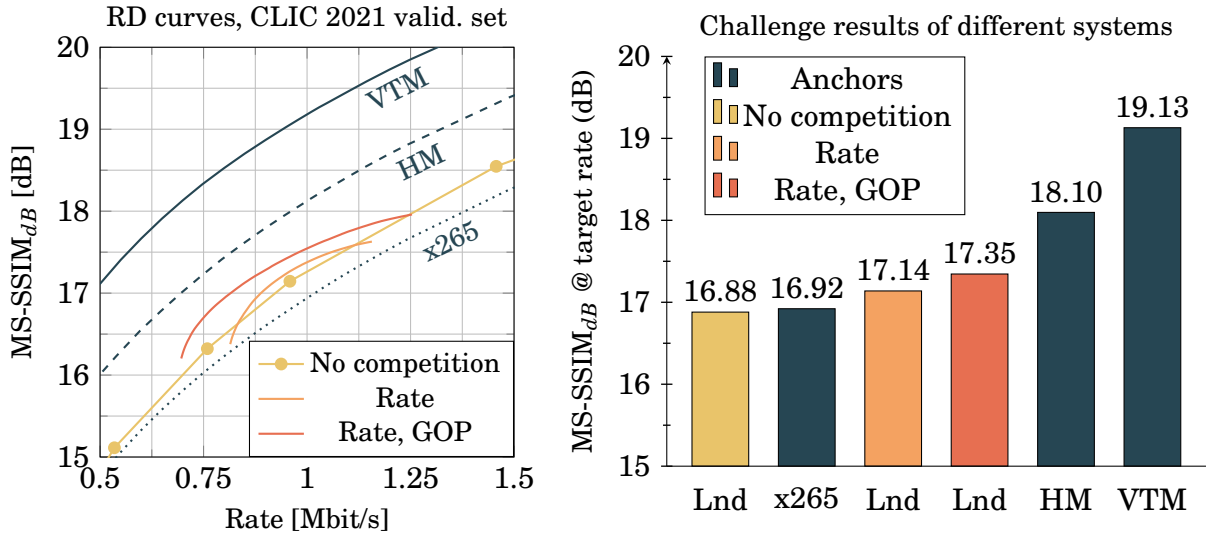 RD curves, CLIC 2021 valid. set
20
19
18
17
16
15
MS-SSIM_{dB} [dB]
VTM
HM
x265
No competition
Rate
Rate, GOP
0.5
0.75
1
1.25
1.5
Rate [Mbit/s]
Challenge results of different systems
20
19
18
17
16
15
MS-SSIM_{dB} @ target rate (dB)
Anchors
No competition
Rate
Rate, GOP
16.88
16.92
17.14
17.35
18.10
19.13
Lnd
x265
Lnd
Lnd
HM
VTM